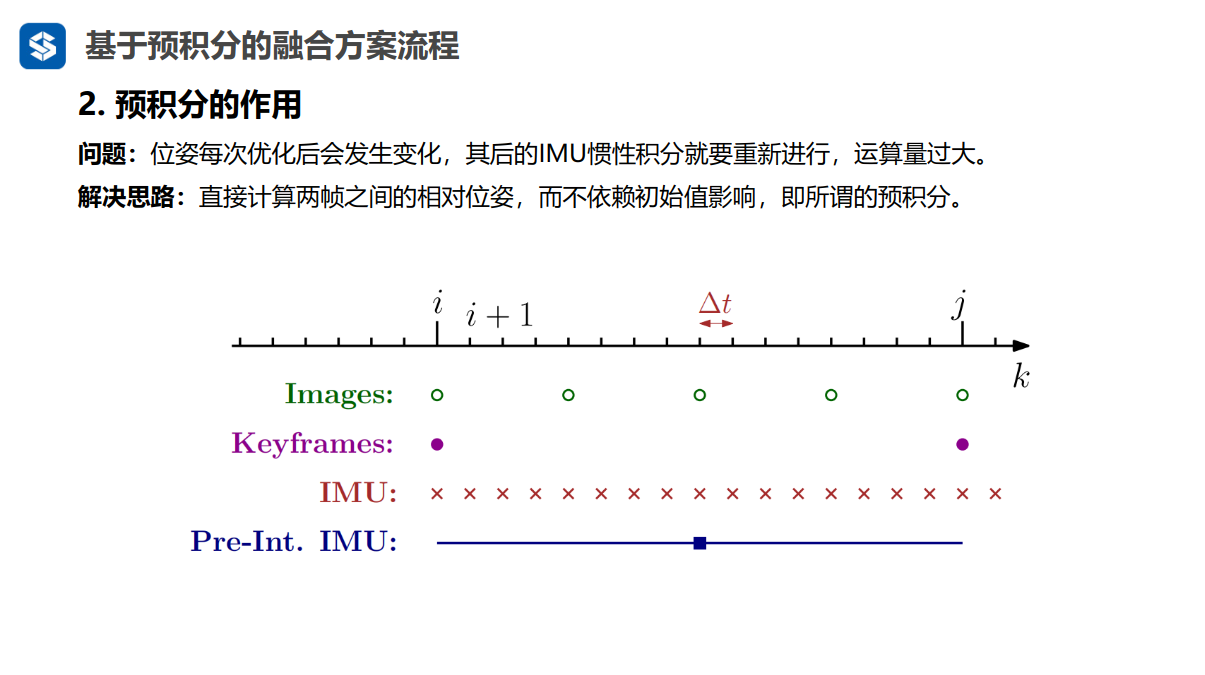 基于预积分的融合方案流程
2. 预积分的作用
问题：位姿每次优化后会发生变化，其后的IMU惯性积分就要重新进行，运算量过大。
解决思路：直接计算两帧之间的相对位姿，而不依赖初始值影响，即所谓的预积分。
i i + 1 Δt j
k
Images:
Keyframes:
IMU:
Pre-Int. IMU: